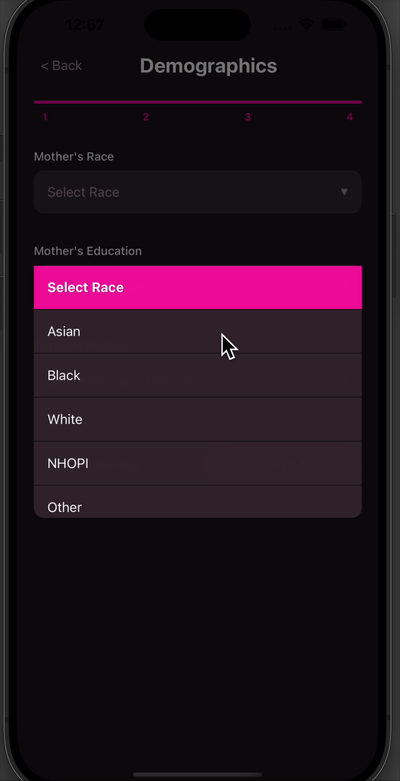 12:57
< Back
Demographics
1 2 3 4
Mother's Race
Select Race
Mother's Education
Select Race
Asian
Black
White
NHOPI
Other